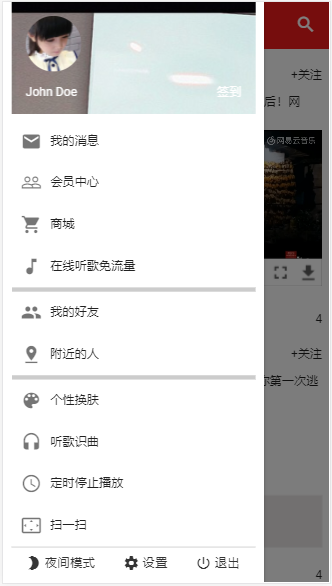 John Doe 签到
+关注
后！网
网易云音乐
我的消息
会员中心
商城
在线听歌免流量
我的好友
4
附近的人
+关注
你第一次逃
个性换肤
听歌识曲
定时停止播放
扫一扫
夜间模式 设置 退出
4